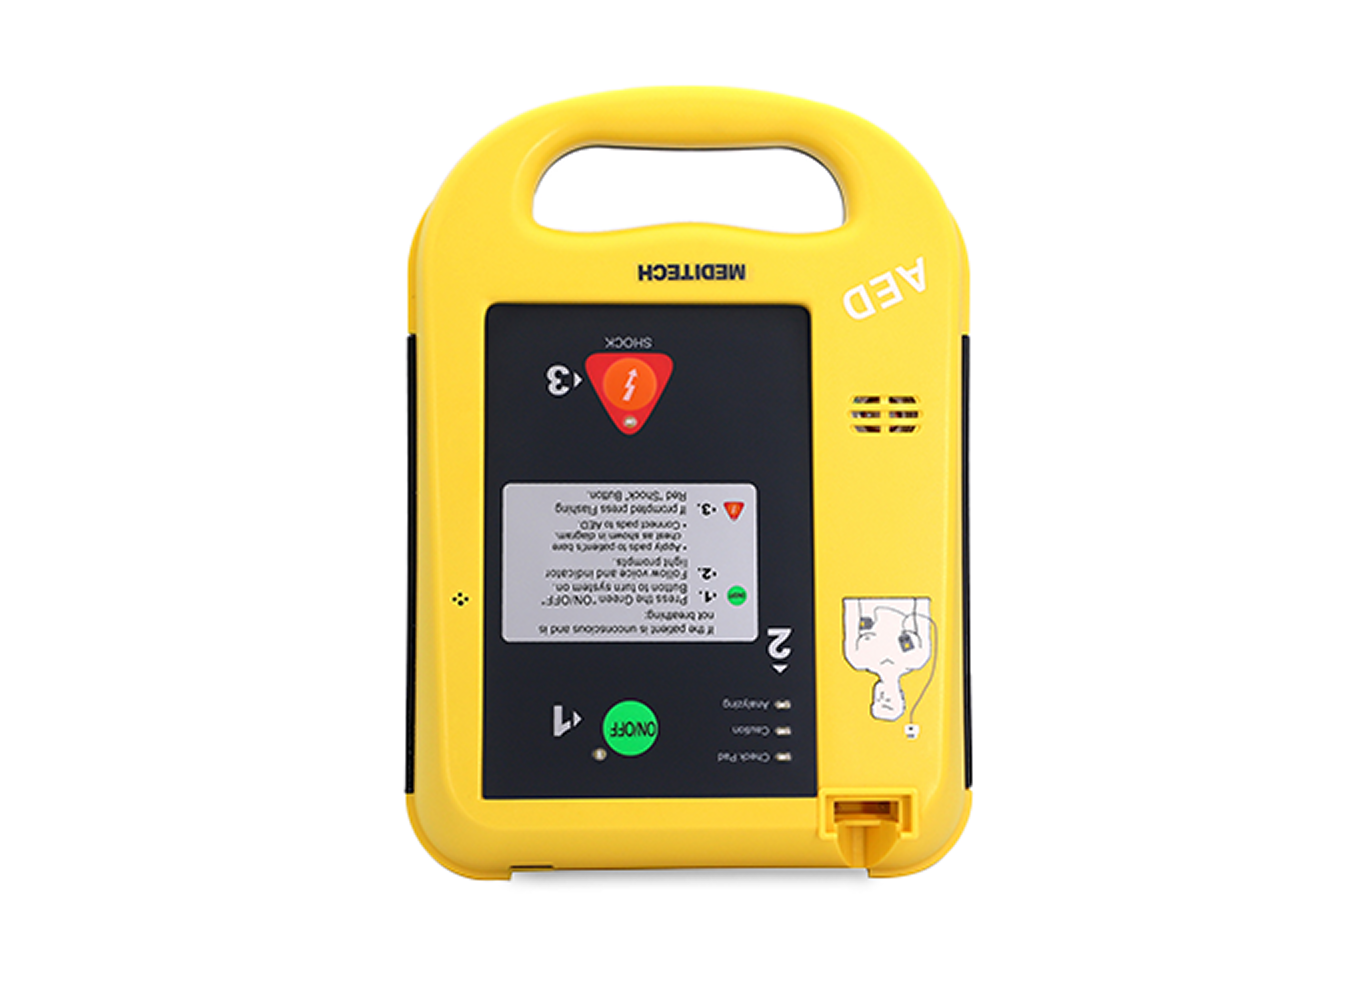 Check Pad
Caution
Analyzing
ON/OFF
1
2
If the patient is unconscious and is
not breathing:
1. Press the Green "ON/OFF"
Button to turn system on.
2. Follow voice and indicator
light prompts.
• Apply pads to patient's bare
chest as shown in diagram.
• Connect pads to AED.
3. If prompted press Flashing
Red "Shock" Button.
3
SHOCK
AED
MEDITECH